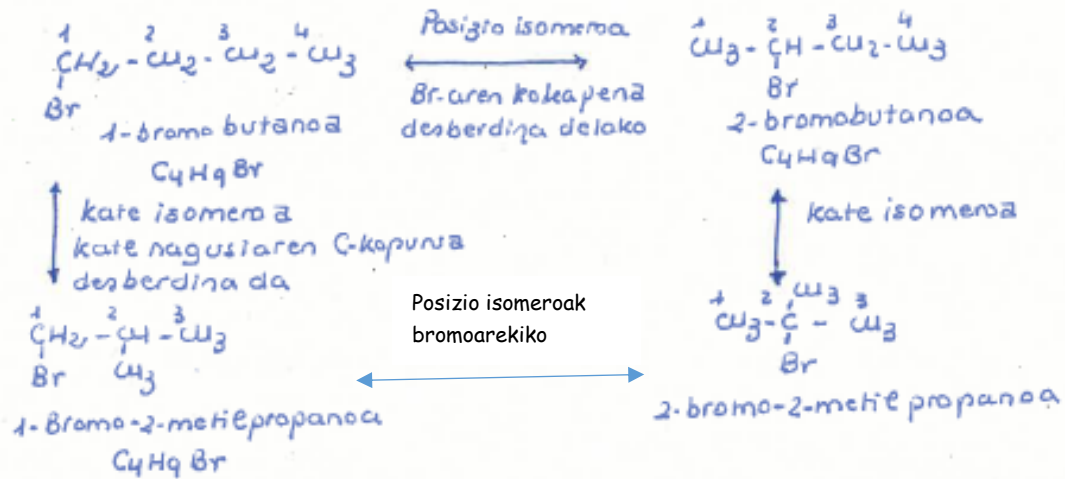 1 2 3 4
CH2 - CH2 - CH2 - CH3
Br
1-bromo butanoa
C4H9Br
Posizio isomeroa
Br-aren kokapena
desberdina delako
1 2 3 4
CH3 - CH - CH2 - CH3
Br
2-bromobutanoa
C4H9Br
kate isomeroa
kate nagusiaren C-kopurua
desberdina da
kate isomeroa
1 2 3
CH2 - CH - CH3
Br CH3
1-Bromo-2-metilpropanoa
C4H9Br
Posizio isomeroak
bromoarekiko
1 2 CH3 3
CH3 - C - CH3
Br
2-bromo-2-metilpropanoa